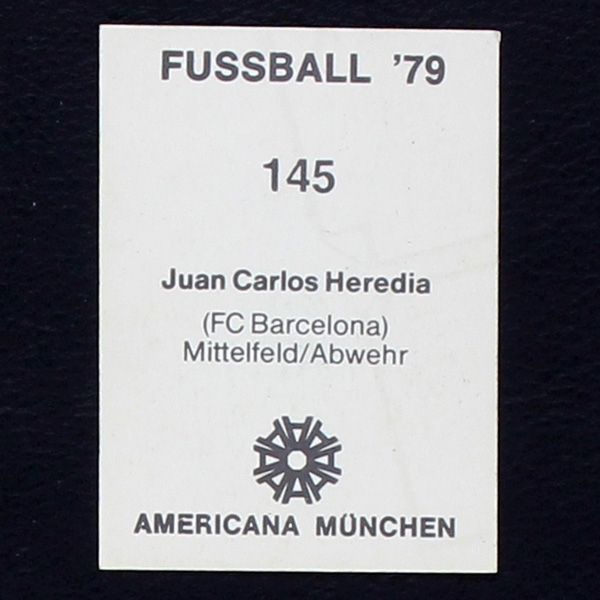 FUSSBALL '79
145
Juan Carlos Heredia
(FC Barcelona)
Mittelfeld/Abwehr
AMERICANA MÜNCHEN